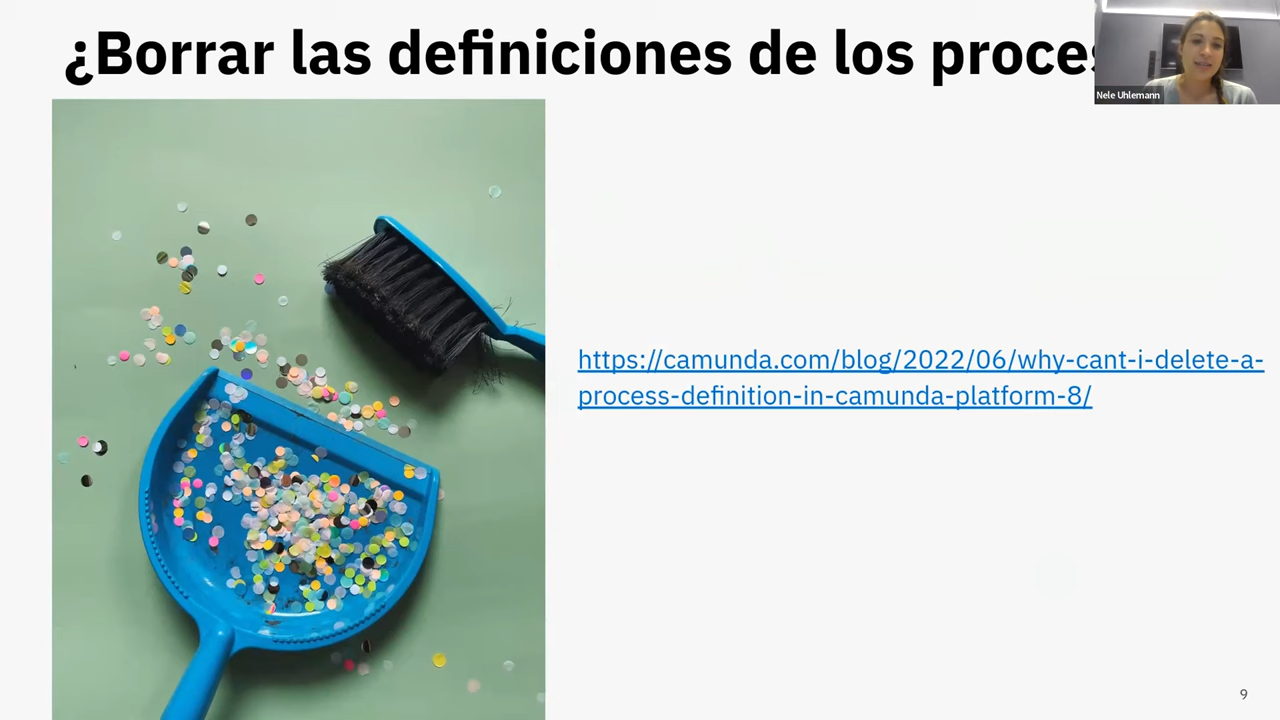 ¿Borrar las definiciones de los
Nele Uhlemann
https://camunda.com/blog/2022/06/why-cant-i-delete-a-
process-definition-in-camunda-platform-8/
9